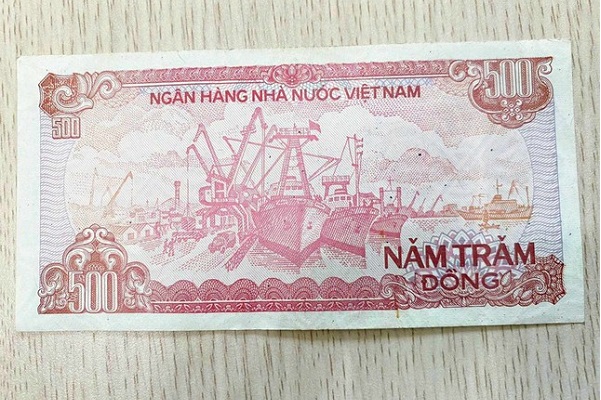 NGÂN HÀNG NHÀ NƯỚC VIỆT NAM
500
500
500
NĂM TRĂM
ĐỒNG